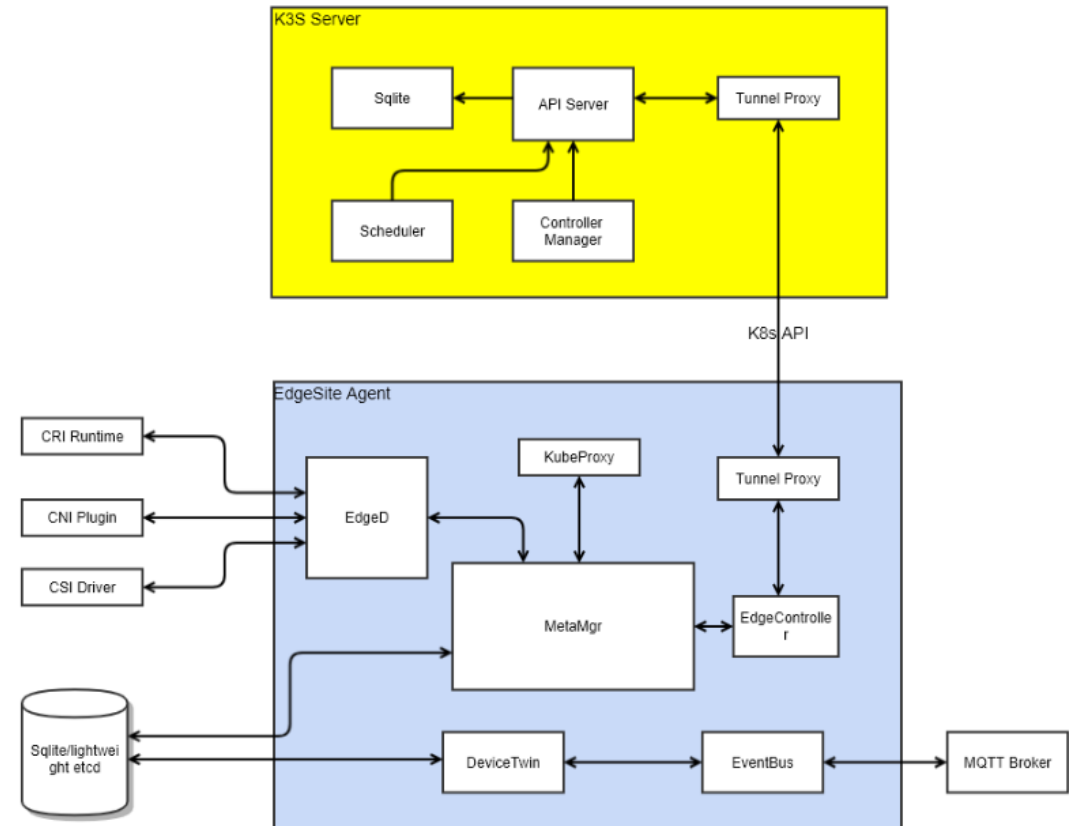 K3S Server
Sqlite
API Server
Tunnel Proxy
Scheduler
Controller
Manager
K8s API
EdgeSite Agent
CRI Runtime
KubeProxy
Tunnel Proxy
CNI Plugin
EdgeD
CSI Driver
MetaMgr
EdgeControlle
r
Sqlite/lightwei
ght etcd
DeviceTwin
EventBus
MQTT Broker